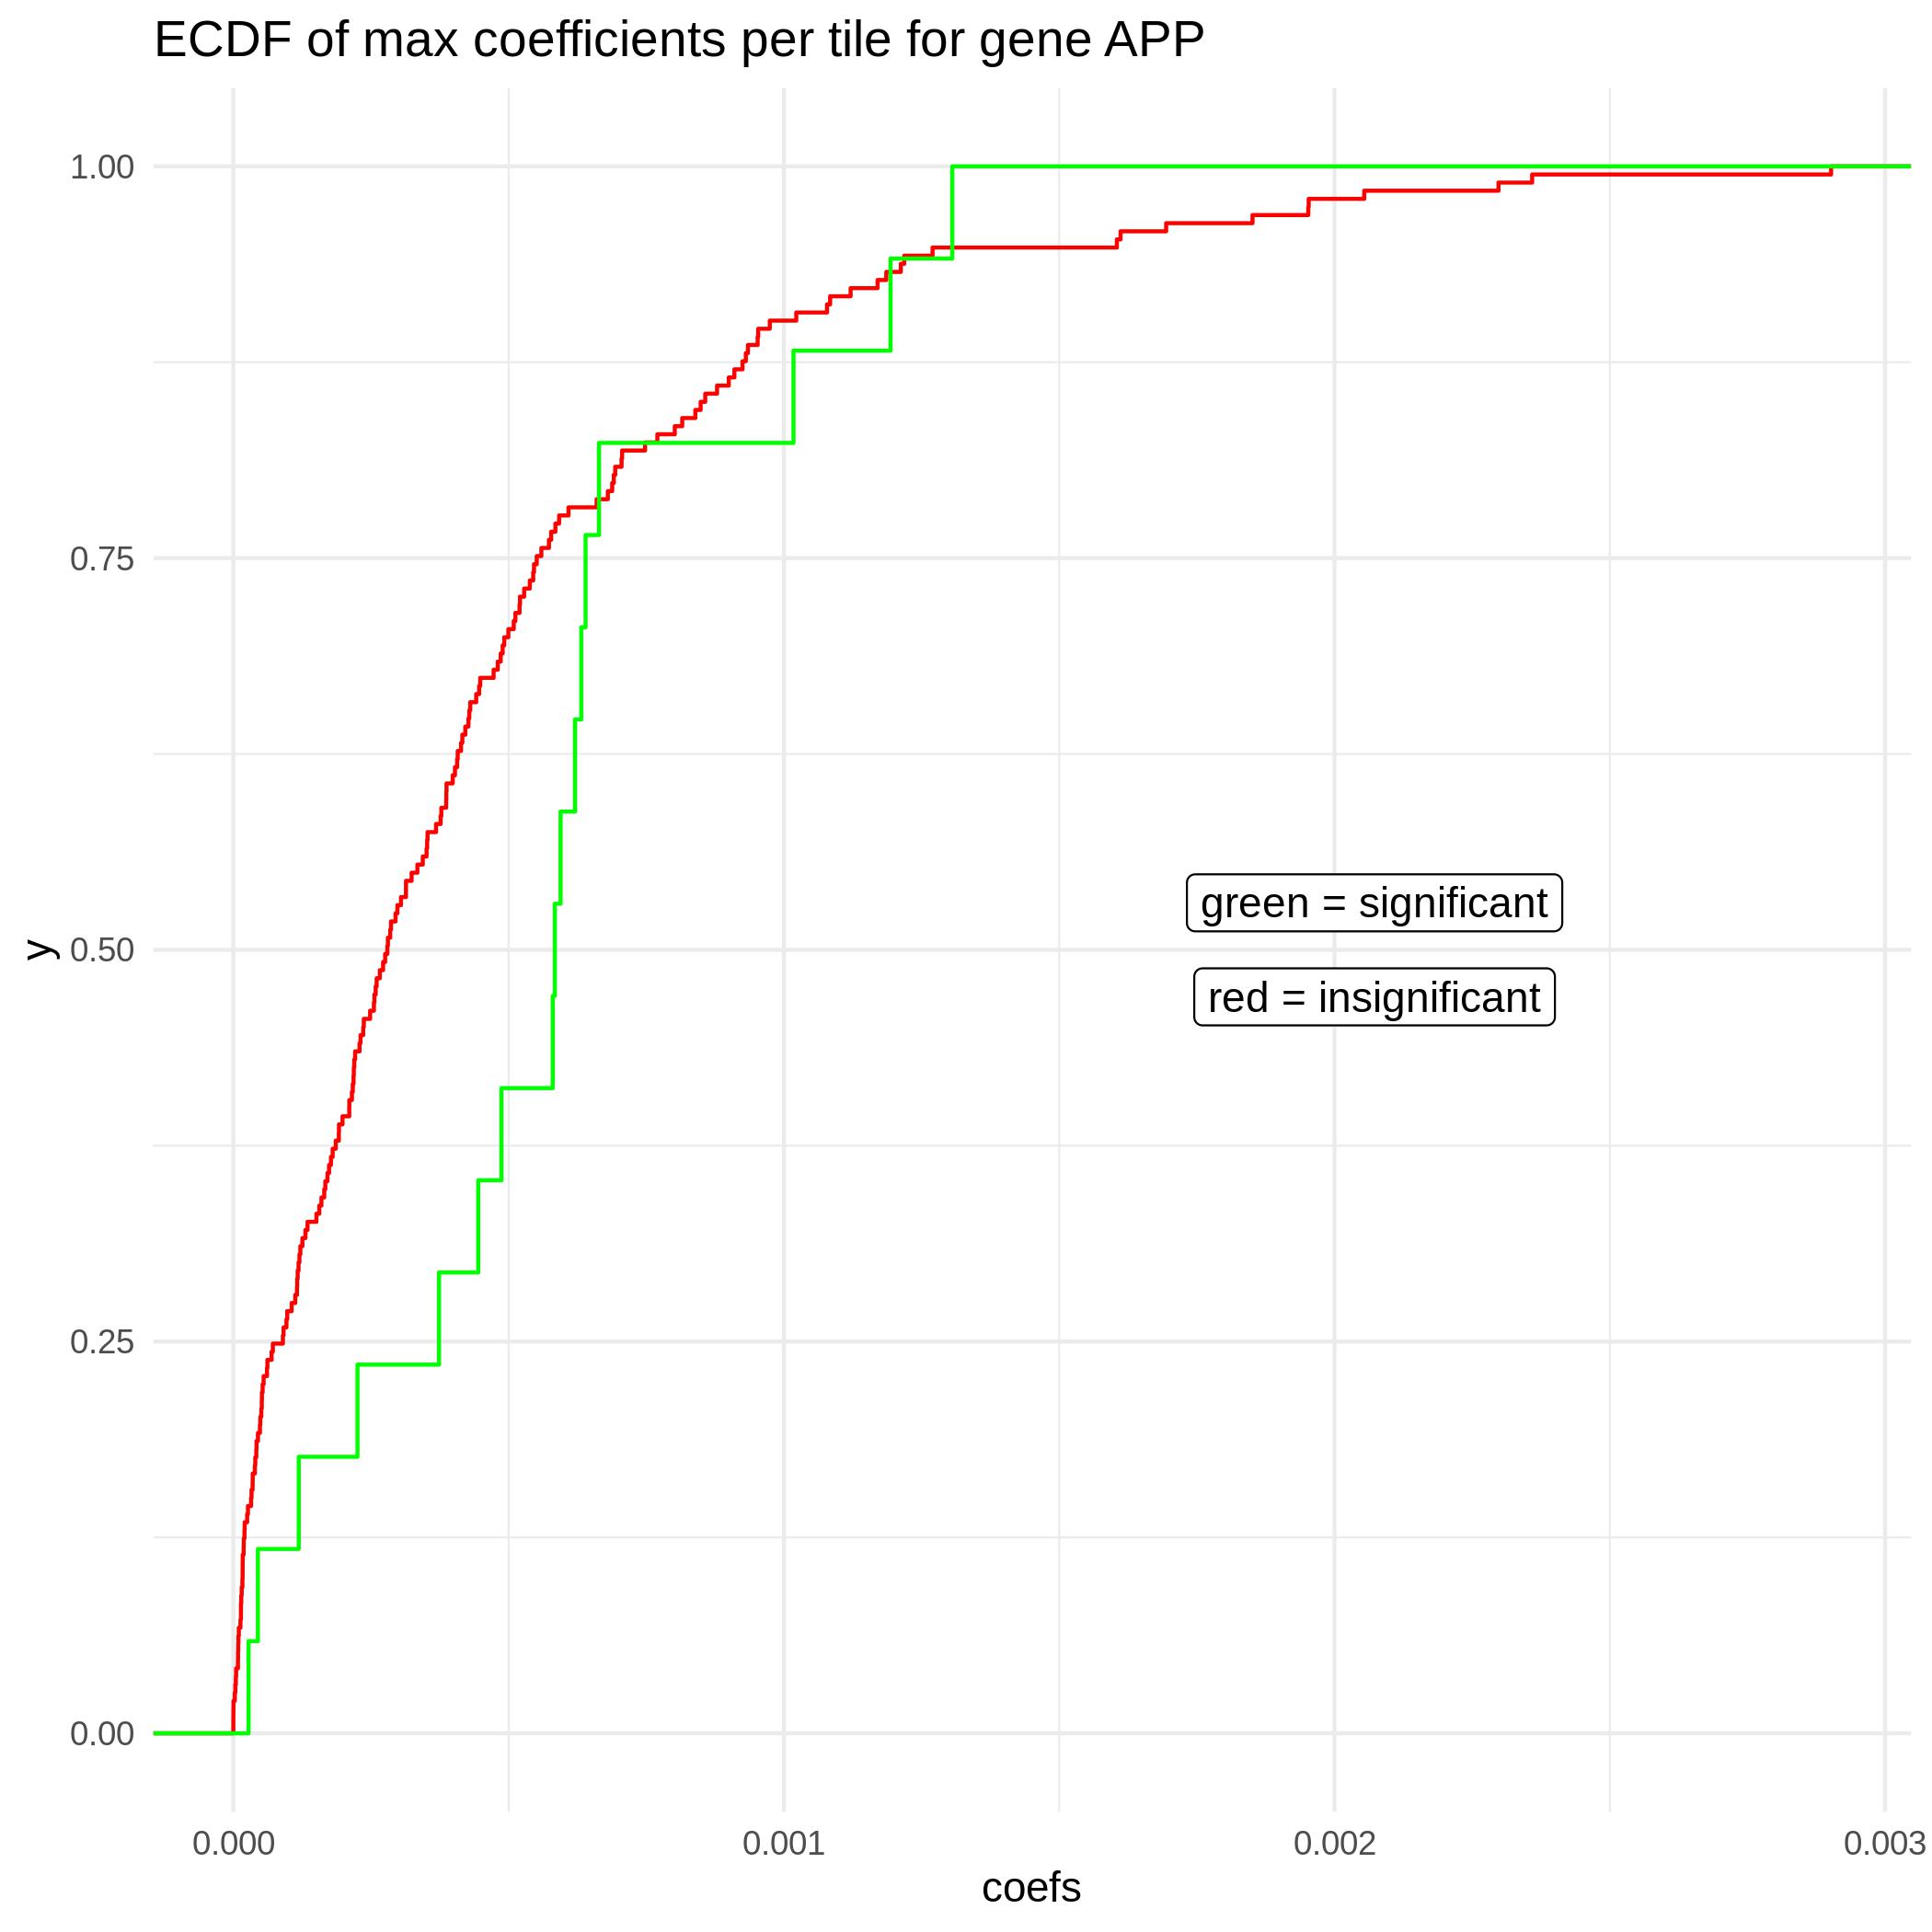 ECDF of max coefficients per tile for gene APP
1.00
0.75
0.50
0.25
0.00
y
green = significant
red = insignificant
0.000 0.001 0.002 0.003
coefs